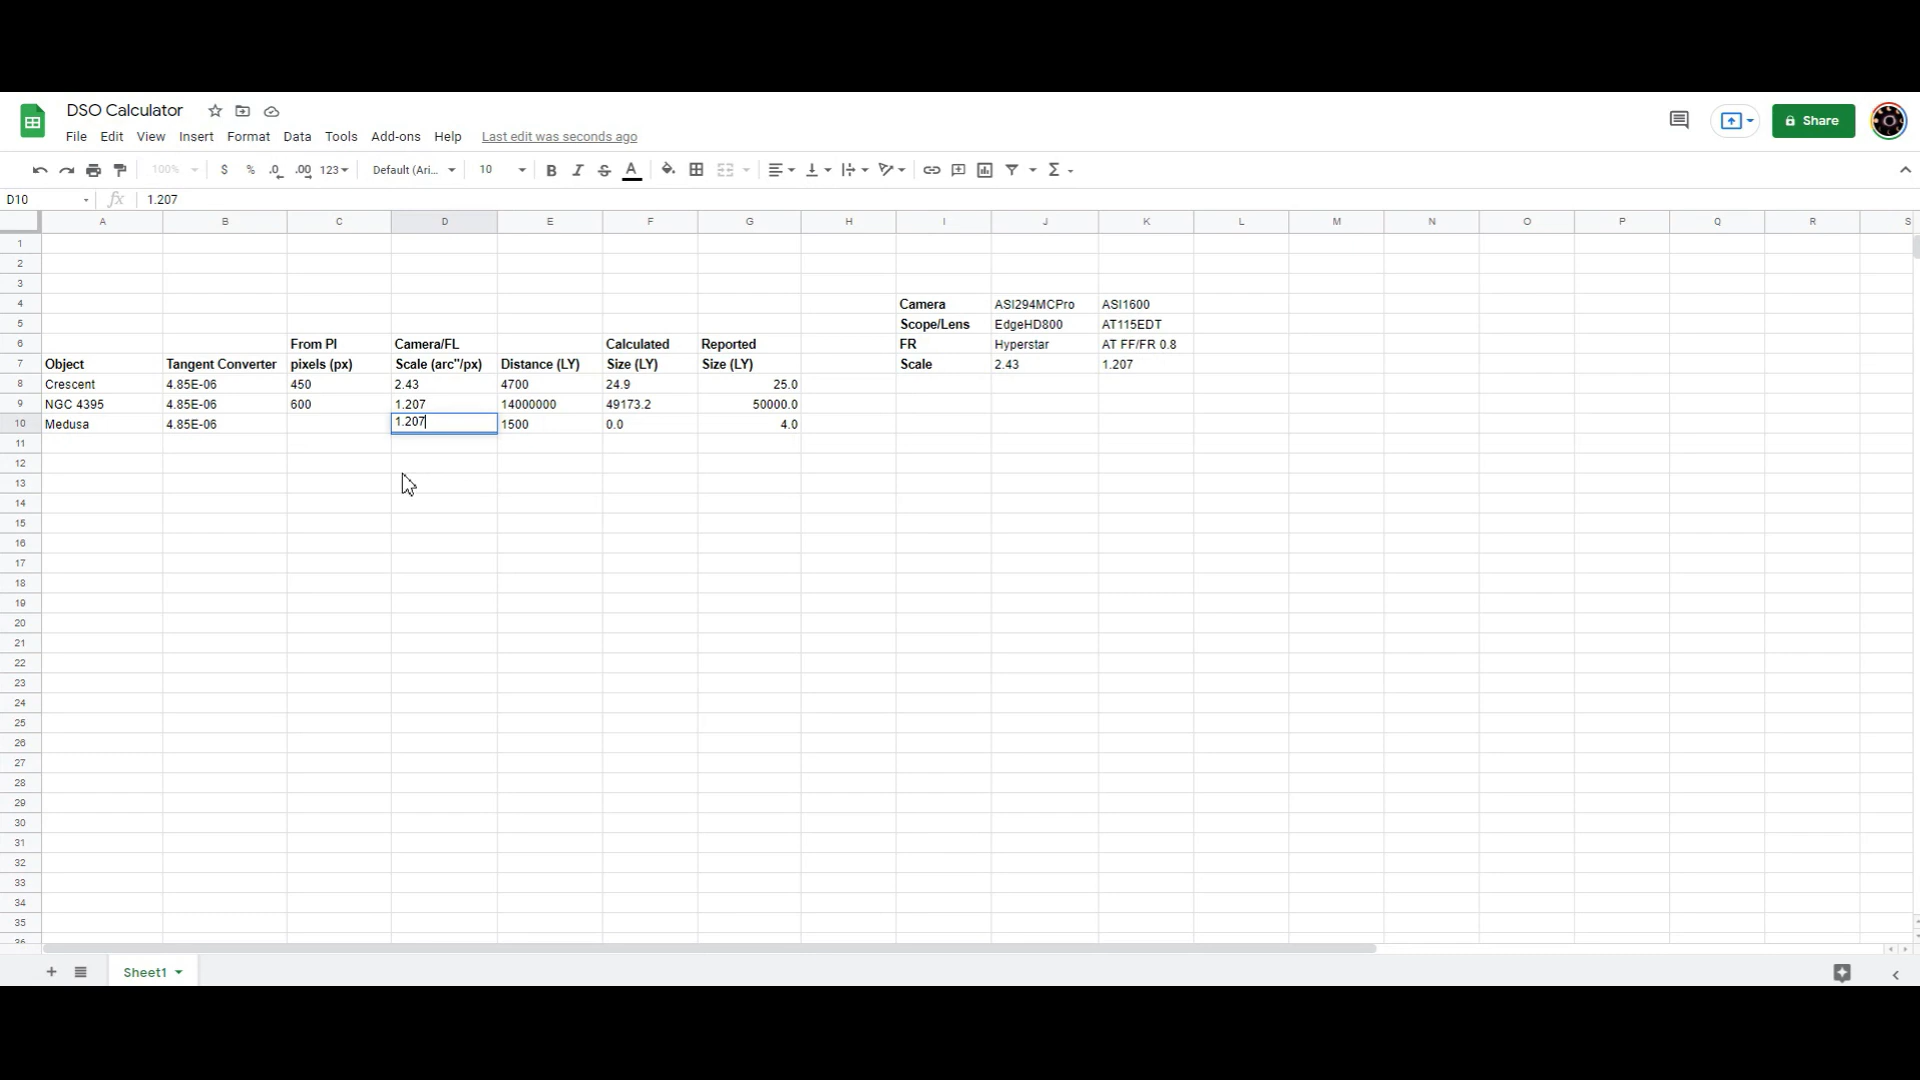 DSO Calculator
Share
File Edit View Insert Format Data Tools Add-ons Help Last edit was seconds ago
100% $ % .0 .00 123 Default (Ari... 10 B I S A Σ
D10 fx 1.207
A B C D E F G H I J K L M N O P Q R S
1
2
3
4 Camera ASI294MCPro ASI1600
5 Scope/Lens EdgeHD800 AT115EDT
6 From PI Camera/FL Calculated Reported FR Hyperstar AT FF/FR 0.8
7 Object Tangent Converter pixels (px) Scale (arc"/px) Distance (LY) Size (LY) Size (LY) Scale 2.43 1.207
8 Crescent 4.85E-06 450 2.43 4700 24.9 25.0
9 NGC 4395 4.85E-06 600 1.207 14000000 49173.2 50000.0
10 Medusa 4.85E-06 1.207 1500 0.0 4.0
11
12
13
14
15
16
17
18
19
20
21
22
23
24
25
26
27
28
29
30
31
32
33
34
35
36
Sheet1